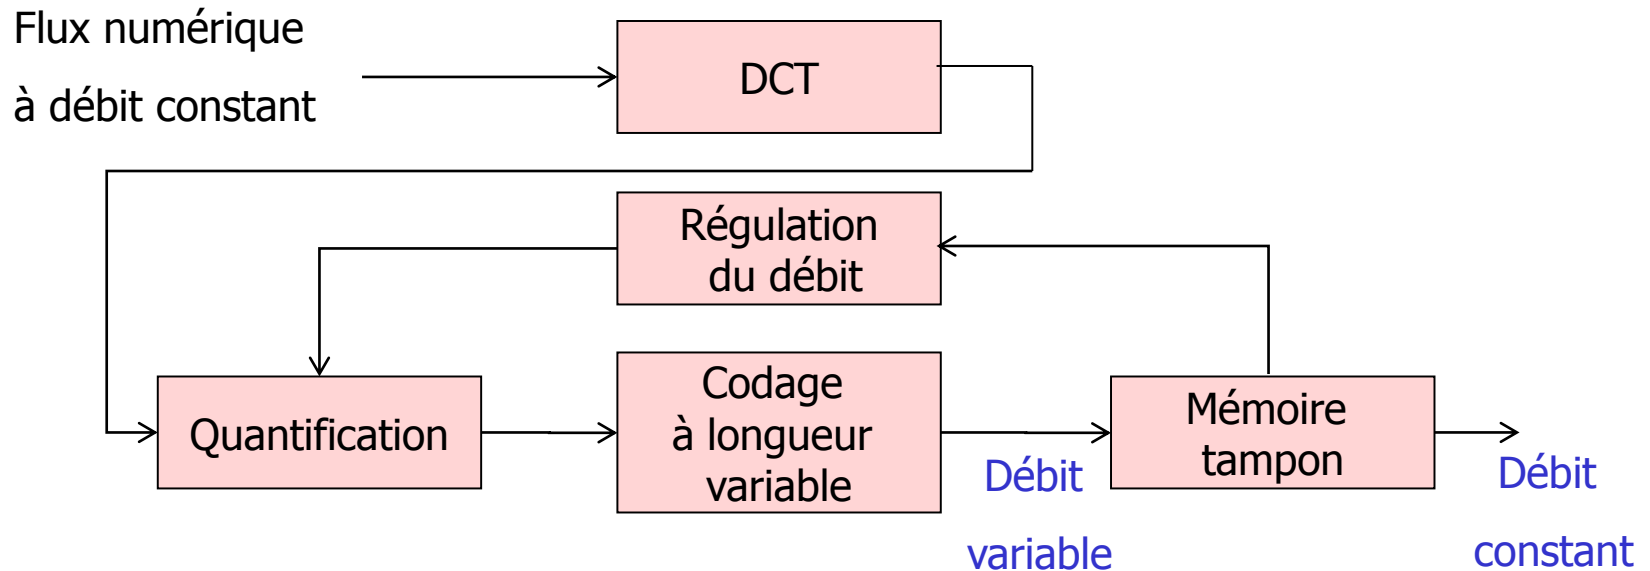 Flux numérique
à débit constant
DCT
Régulation
du débit
Quantification
Codage
à longueur
variable
Débit
variable
Mémoire
tampon
Débit
constant